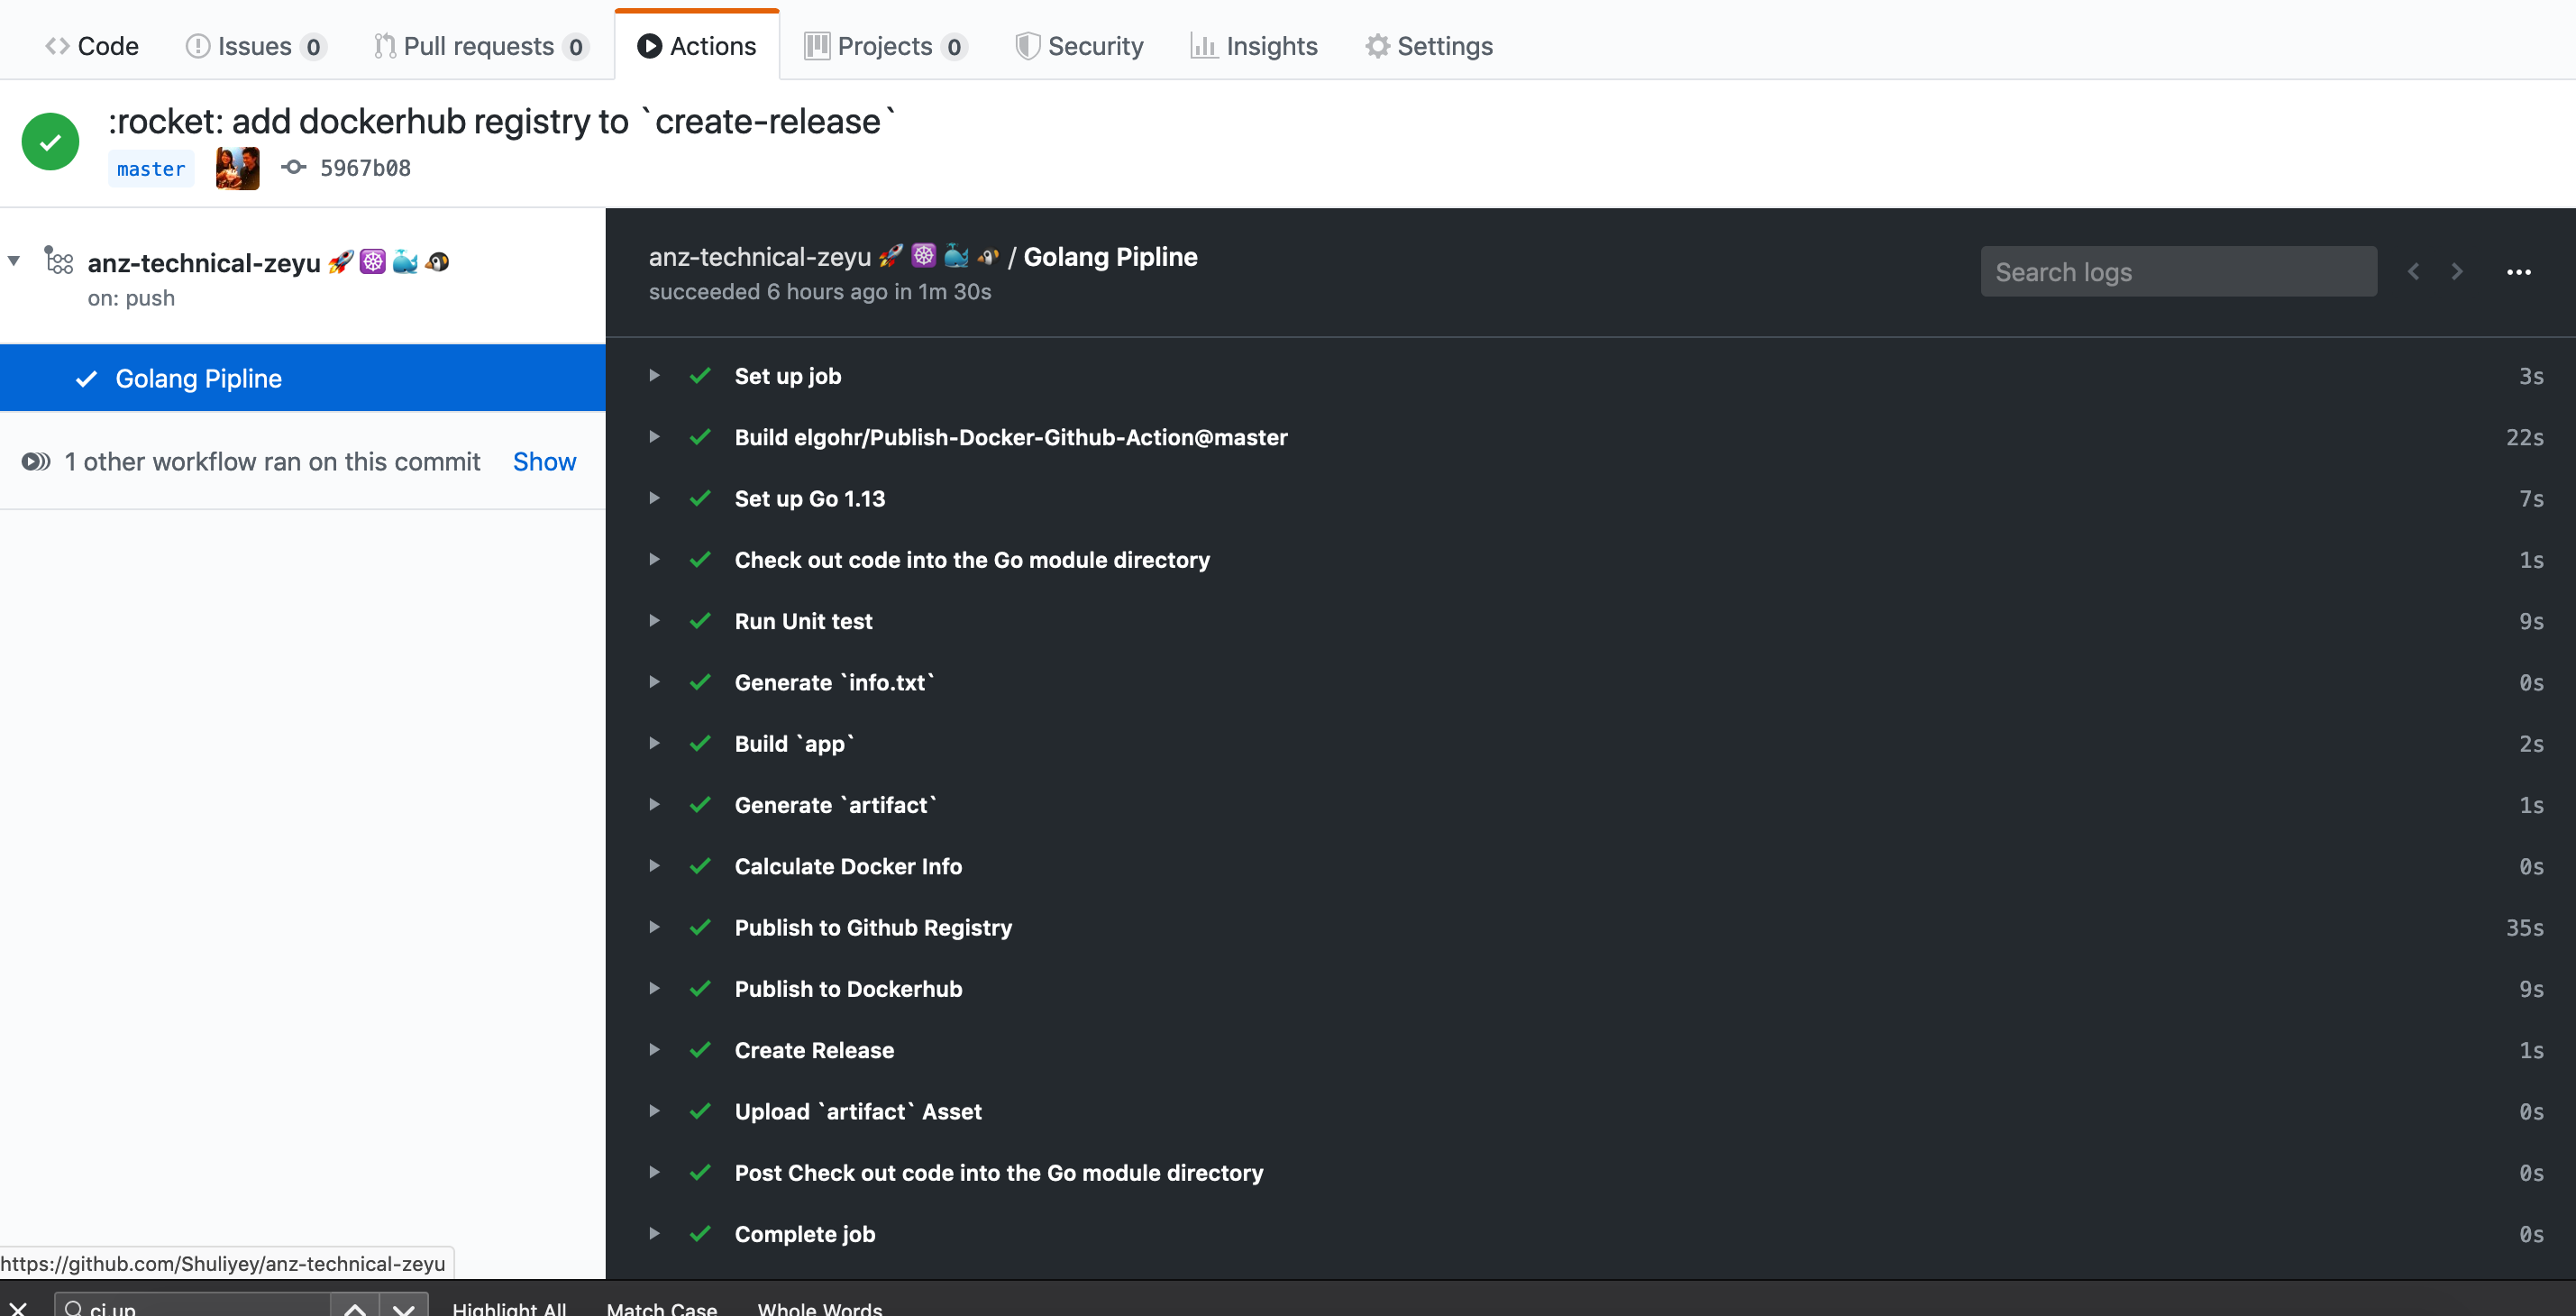 Code Issues 0 Pull requests 0 Actions Projects 0 Security Insights Settings
:rocket: add dockerhub registry to `create-release`
master 5967b08
anz-technical-zeyu 🚀☸️🐳🐧
on: push
Golang Pipline
1 other workflow ran on this commit Show
anz-technical-zeyu 🚀☸️🐳🐧 / Golang Pipline
succeeded 6 hours ago in 1m 30s
Search logs
Set up job 3s
Build elgohr/Publish-Docker-Github-Action@master 22s
Set up Go 1.13 7s
Check out code into the Go module directory 1s
Run Unit test 9s
Generate `info.txt` 0s
Build `app` 2s
Generate `artifact` 1s
Calculate Docker Info 0s
Publish to Github Registry 35s
Publish to Dockerhub 9s
Create Release 1s
Upload `artifact` Asset 0s
Post Check out code into the Go module directory 0s
Complete job 0s
https://github.com/Shuliyey/anz-technical-zeyu
ci up Highlight All Match Case Whole Words